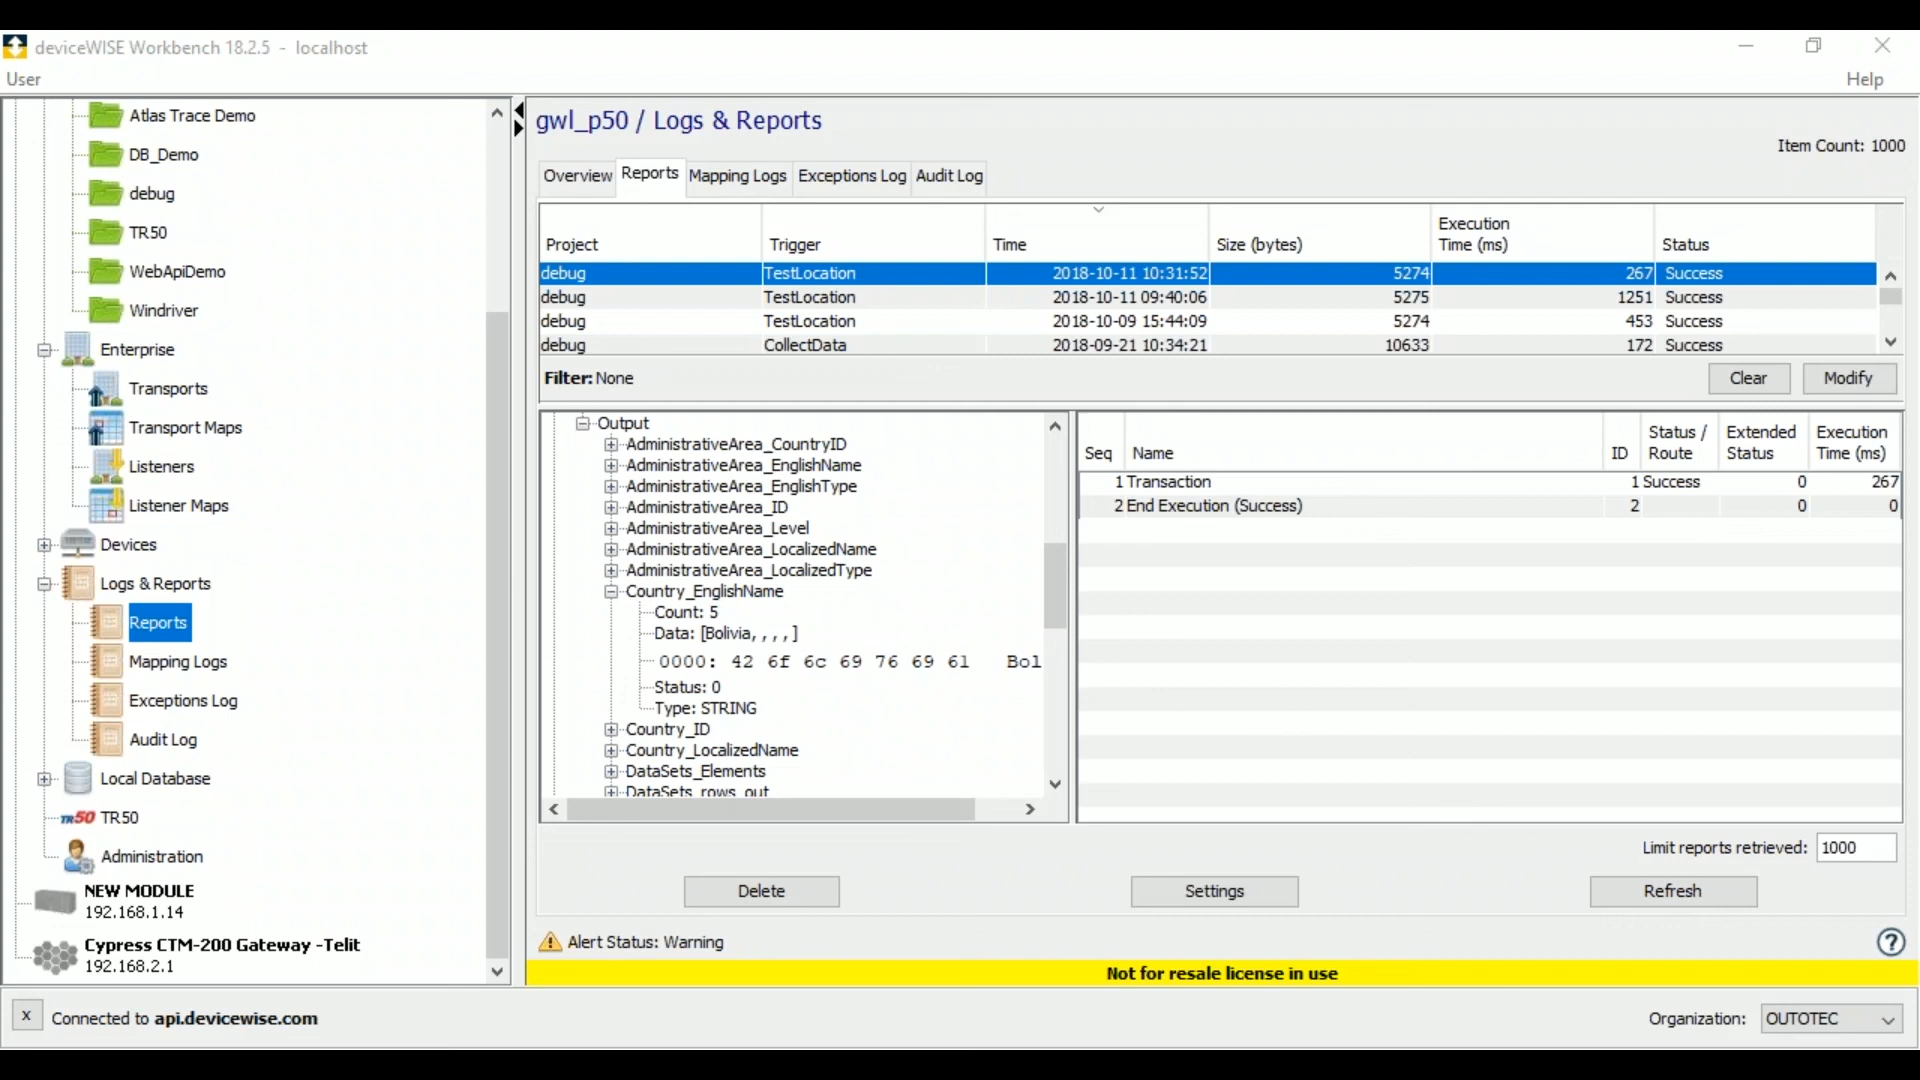 deviceWISE Workbench 18.2.5 - localhost
User
Help
Atlas Trace Demo
DB_Demo
debug
TR50
WebApiDemo
Windriver
Enterprise
Transports
Transport Maps
Listeners
Listener Maps
Devices
Logs & Reports
Reports
Mapping Logs
Exceptions Log
Audit Log
Local Database
TR50 TR50
Administration
NEW MODULE
192.168.1.14
Cypress CTM-200 Gateway -Telit
192.168.2.1
gwl_p50 / Logs & Reports
Item Count: 1000
Overview Reports Mapping Logs Exceptions Log Audit Log
Project Trigger Time Size (bytes) Execution Time (ms) Status
debug TestLocation 2018-10-11 10:31:52 5274 267 Success
debug TestLocation 2018-10-11 09:40:06 5275 1251 Success
debug TestLocation 2018-10-09 15:44:09 5274 453 Success
debug CollectData 2018-09-21 10:34:21 10633 172 Success
Filter: None
Clear Modify
Output
AdministrativeArea_CountryID
AdministrativeArea_EnglishName
AdministrativeArea_EnglishType
AdministrativeArea_ID
AdministrativeArea_Level
AdministrativeArea_LocalizedName
AdministrativeArea_LocalizedType
Country_EnglishName
Count: 5
Data: [Bolivia, , , , ]
0000: 42 6f 6c 69 76 69 61 Bol
Status: 0
Type: STRING
Country_ID
Country_LocalizedName
DataSets_Elements
DataSets_rows_out
Seq Name ID Status / Route Extended Status Execution Time (ms)
1 Transaction 1 Success 0 267
2 End Execution (Success) 2 0 0
Limit reports retrieved: 1000
Delete Settings Refresh
Alert Status: Warning
?
Not for resale license in use
x Connected to api.devicewise.com
Organization: OUTOTEC